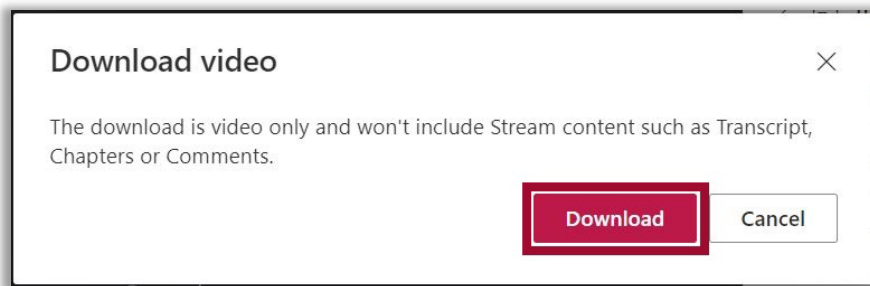 Download video
The download is video only and won't include Stream content such as Transcript,
Chapters or Comments.
Download
Cancel